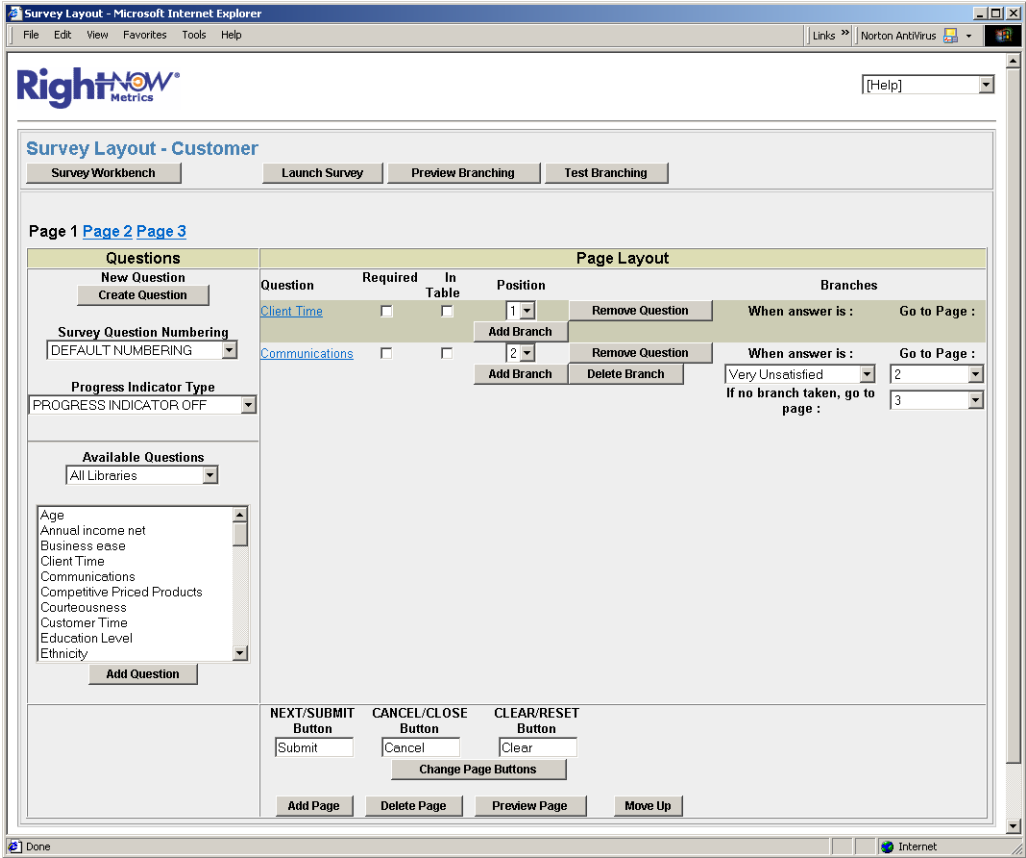 Survey Layout - Microsoft Internet Explorer
File Edit View Favorites Tools Help Links » Norton AntiVirus
RightNOW
Metrics
[Help]
Survey Layout - Customer
Survey Workbench Launch Survey Preview Branching Test Branching
Page 1 Page 2 Page 3
Questions Page Layout
New Question
Create Question
Survey Question Numbering
DEFAULT NUMBERING
Progress Indicator Type
PROGRESS INDICATOR OFF
Available Questions
All Libraries
Age
Annual income net
Business ease
Client Time
Communications
Competitive Priced Products
Courteousness
Customer Time
Education Level
Ethnicity
Add Question
Question Required In Table Position Branches
Client Time 1 Remove Question When answer is : Go to Page :
Add Branch
Communications 2 Remove Question When answer is : Go to Page :
Add Branch Delete Branch Very Unsatisfied 2
If no branch taken, go to
page : 3
NEXT/SUBMIT CANCEL/CLOSE CLEAR/RESET
Button Button Button
Submit Cancel Clear
Change Page Buttons
Add Page Delete Page Preview Page Move Up
Done Internet